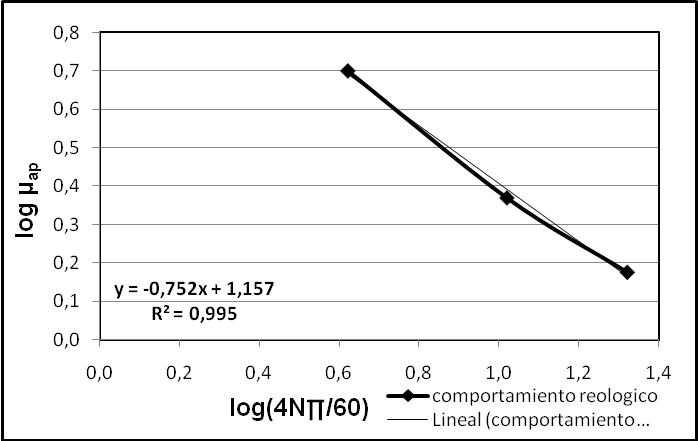 0,8
0,7
0,6
0,5
0,4
0,3
0,2
0,1
0,0
log μap
y = -0,752x + 1,157
R² = 0,995
0,0 0,2 0,4 0,6 0,8 1,0 1,2 1,4
log(4N∏/60)
comportamiento reologico
Lineal (comportamiento ...